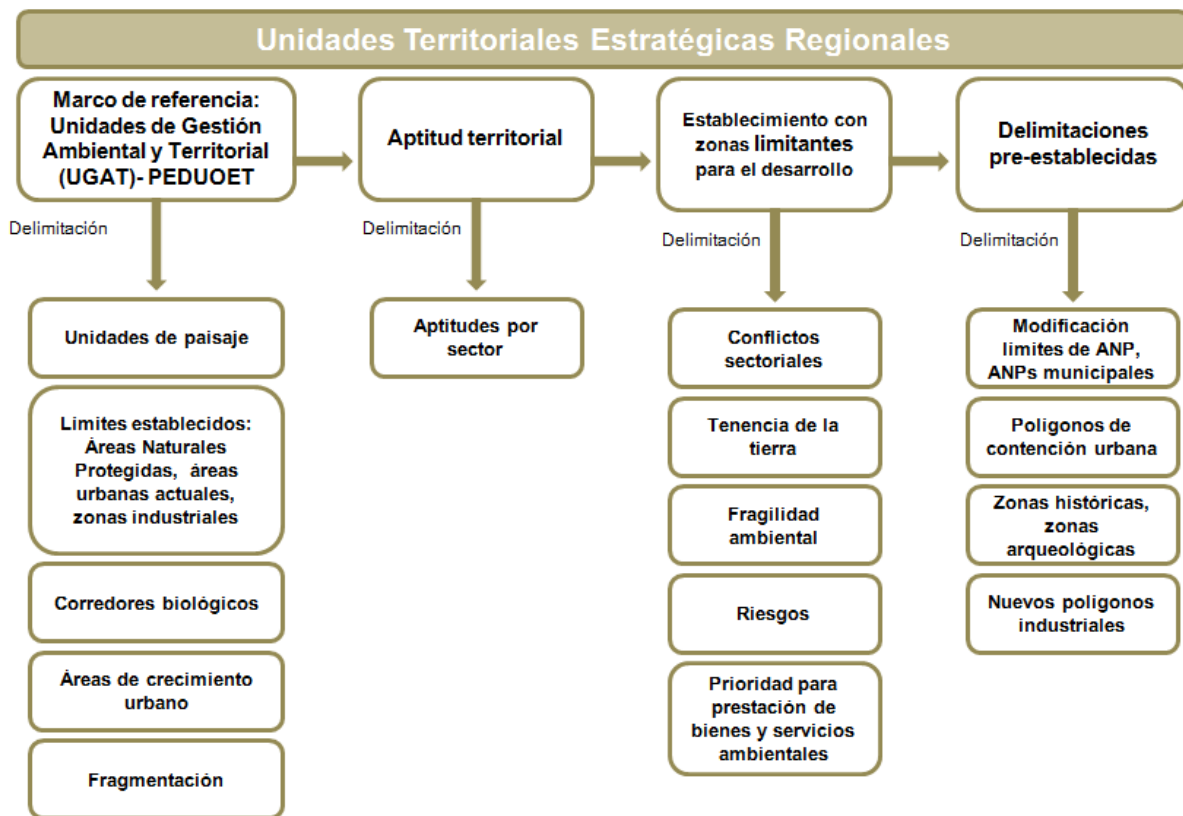 Unidades Territoriales Estratégicas Regionales
Marco de referencia:
Unidades de Gestión
Ambiental y Territorial
(UGAT)- PEDUOET
Aptitud territorial
Establecimiento con
zonas limitantes
para el desarrollo
Delimitaciones
pre-establecidas
Delimitación
Delimitación
Delimitación
Delimitación
Unidades de paisaje
Límites establecidos:
Áreas Naturales
Protegidas, áreas
urbanas actuales,
zonas industriales
Corredores biológicos
Áreas de crecimiento
urbano
Fragmentación
Aptitudes por
sector
Conflictos
sectoriales
Tenencia de la
tierra
Fragilidad
ambiental
Riesgos
Prioridad para
prestación de
bienes y servicios
ambientales
Modificación
límites de ANP,
ANPs municipales
Polígonos de
contención urbana
Zonas históricas,
zonas
arqueológicas
Nuevos polígonos
industriales